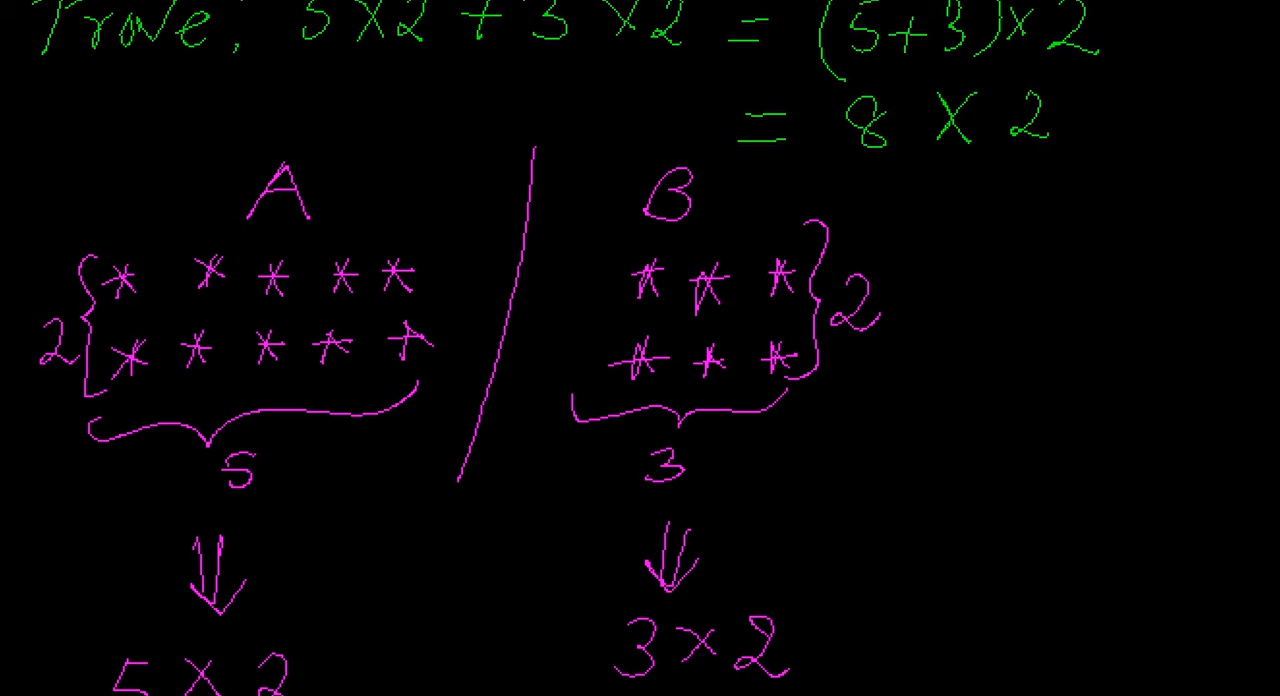 Prove: 5 × 2 + 3 × 2 = (5+3) × 2
= 8 × 2
A B
* * * * * * * *
2 2
* * * * * * * *
5 3
3 × 2
5 × 2